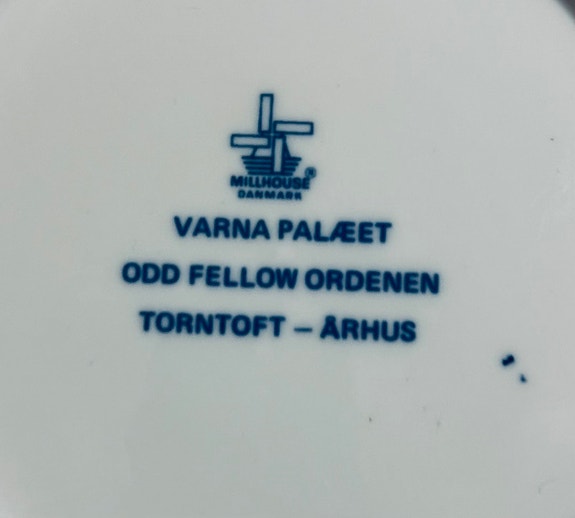 MILLHOUSE®
DANMARK
VARNA PALÆET
ODD FELLOW ORDENEN
TORNTOFT – ÅRHUS